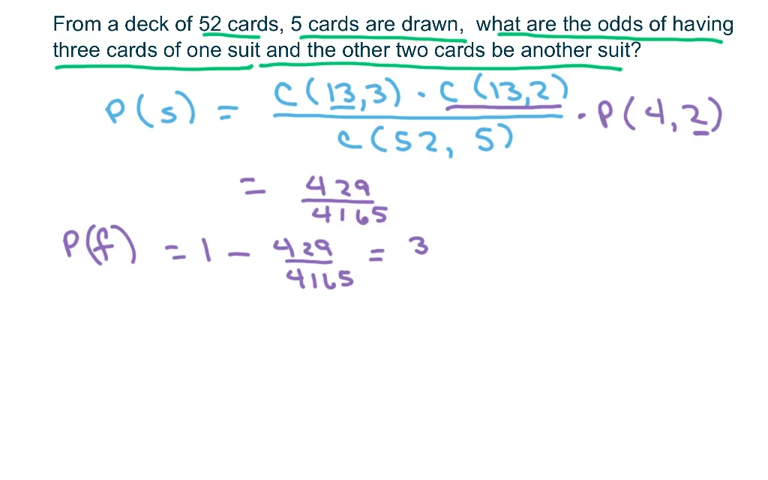 From a deck of 52 cards, 5 cards are drawn, what are the odds of having
three cards of one suit and the other two cards be another suit?
P(s) = C(13,3) · C(13,2) / C(52, 5) · P(4,2)
= 429/4165
P(f) = 1 - 429/4165 = 3